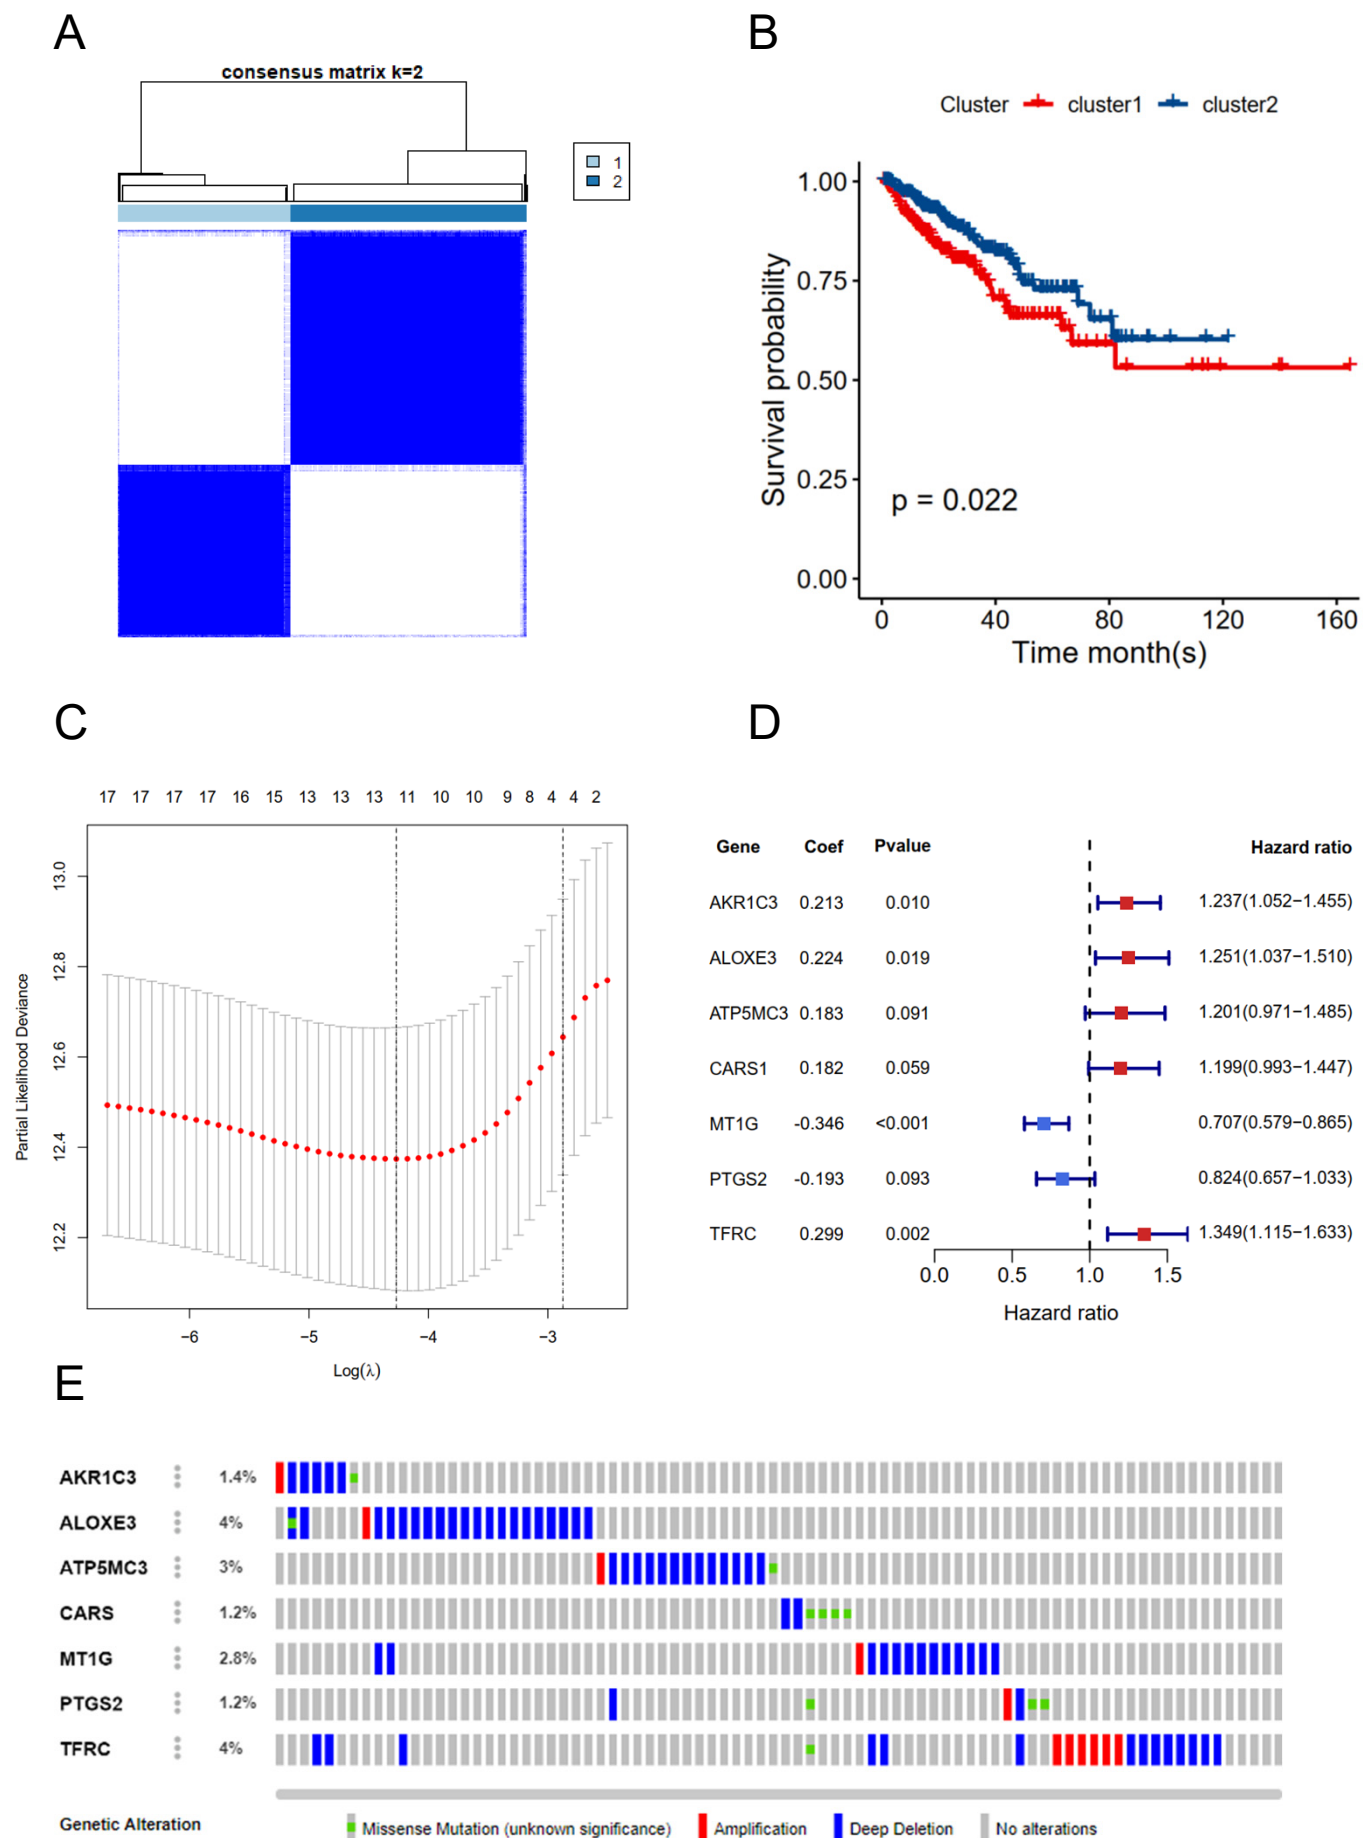 A
consensus matrix k=2
1
2
B
Cluster cluster1 cluster2
1.00
0.75
0.50
0.25
0.00
Survival probability
p = 0.022
0 40 80 120 160
Time month(s)
C
17 17 17 17 16 15 13 13 13 11 10 10 9 8 4 4 2
13.0
12.8
12.6
12.4
12.2
Partial Likelihood Deviance
−6 −5 −4 −3
Log(λ)
D
Gene Coef Pvalue Hazard ratio
AKR1C3 0.213 0.010 1.237(1.052−1.455)
ALOXE3 0.224 0.019 1.251(1.037−1.510)
ATP5MC3 0.183 0.091 1.201(0.971−1.485)
CARS1 0.182 0.059 1.199(0.993−1.447)
MT1G -0.346 <0.001 0.707(0.579−0.865)
PTGS2 -0.193 0.093 0.824(0.657−1.033)
TFRC 0.299 0.002 1.349(1.115−1.633)
0.0 0.5 1.0 1.5
Hazard ratio
E
AKR1C3 1.4%
ALOXE3 4%
ATP5MC3 3%
CARS 1.2%
MT1G 2.8%
PTGS2 1.2%
TFRC 4%
Genetic Alteration Missense Mutation (unknown significance) Amplification Deep Deletion No alterations